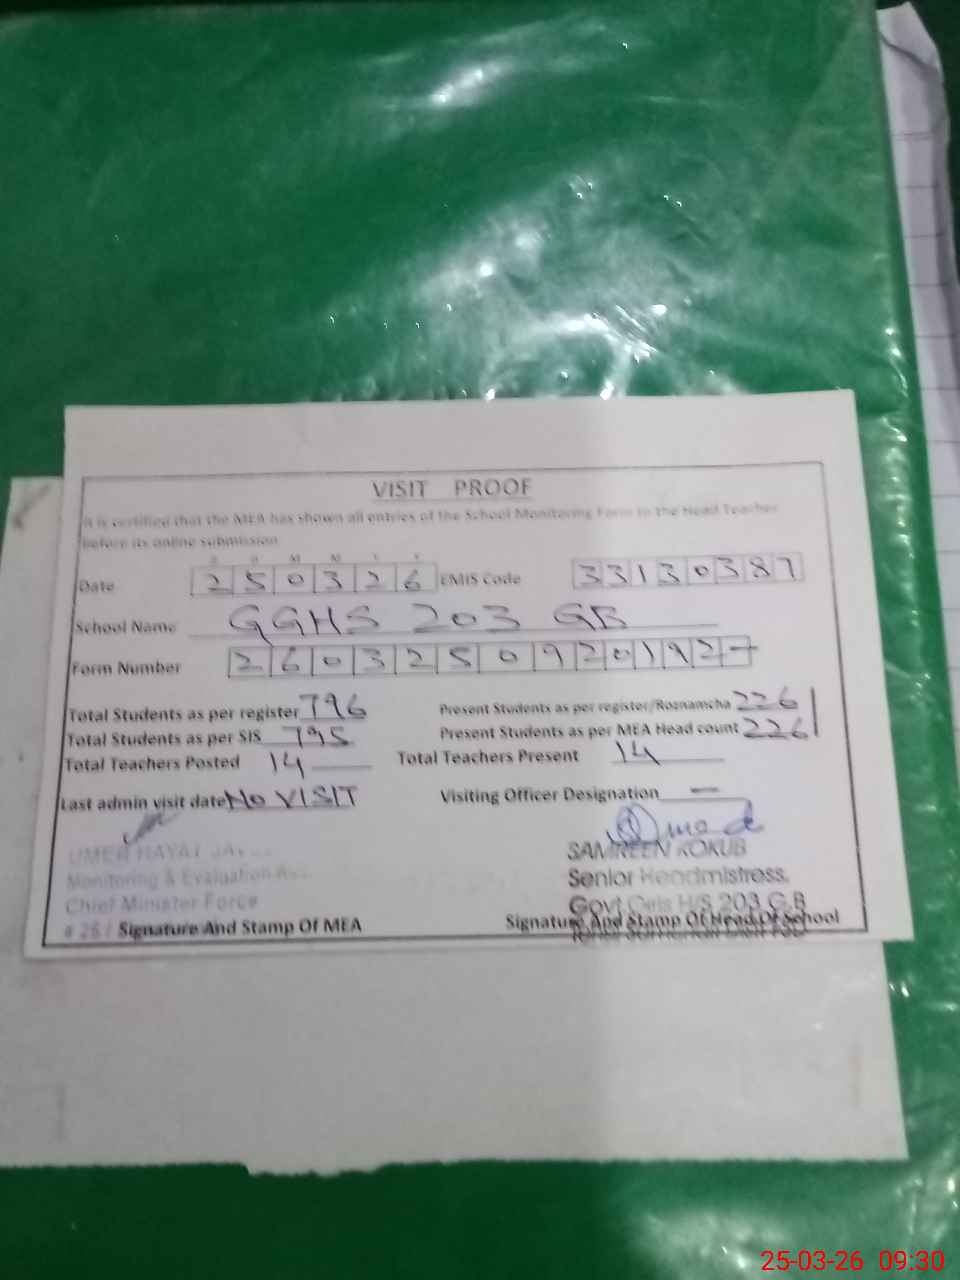 VISIT PROOF
It is certified that the MEA has shown all entries of the School Monitoring Form to the Head Teacher
before its online submission
D D M M Y Y
Date 250326 EMIS Code 33130387
School Name GGHS 203 GB
Form Number 2603250920192-
Total Students as per register 796 Present Students as per register/Roznamcha 226
Total Students as per SIS 795 Present Students as per MEA Head count 226
Total Teachers Posted 14 Total Teachers Present 14
Last admin visit date No VISIT Visiting Officer Designation —
UMER HAYAT
Monitoring & Evaluation
Chief Minister Force
SAMREEN KOKUB
Senior Headmistress,
Govt. Girls H/S 203 G.B
Signature And Stamp Of MEA Signature And Stamp Of Head Of School
25-03-26 09:30